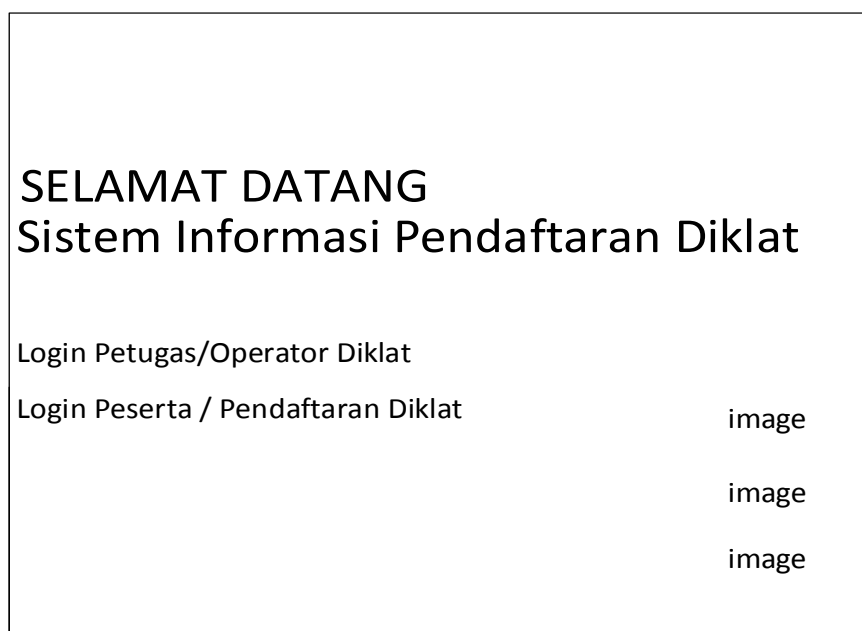 SELAMAT DATANG
Sistem Informasi Pendaftaran Diklat
Login Petugas/Operator Diklat
Login Peserta / Pendaftaran Diklat
image
image
image